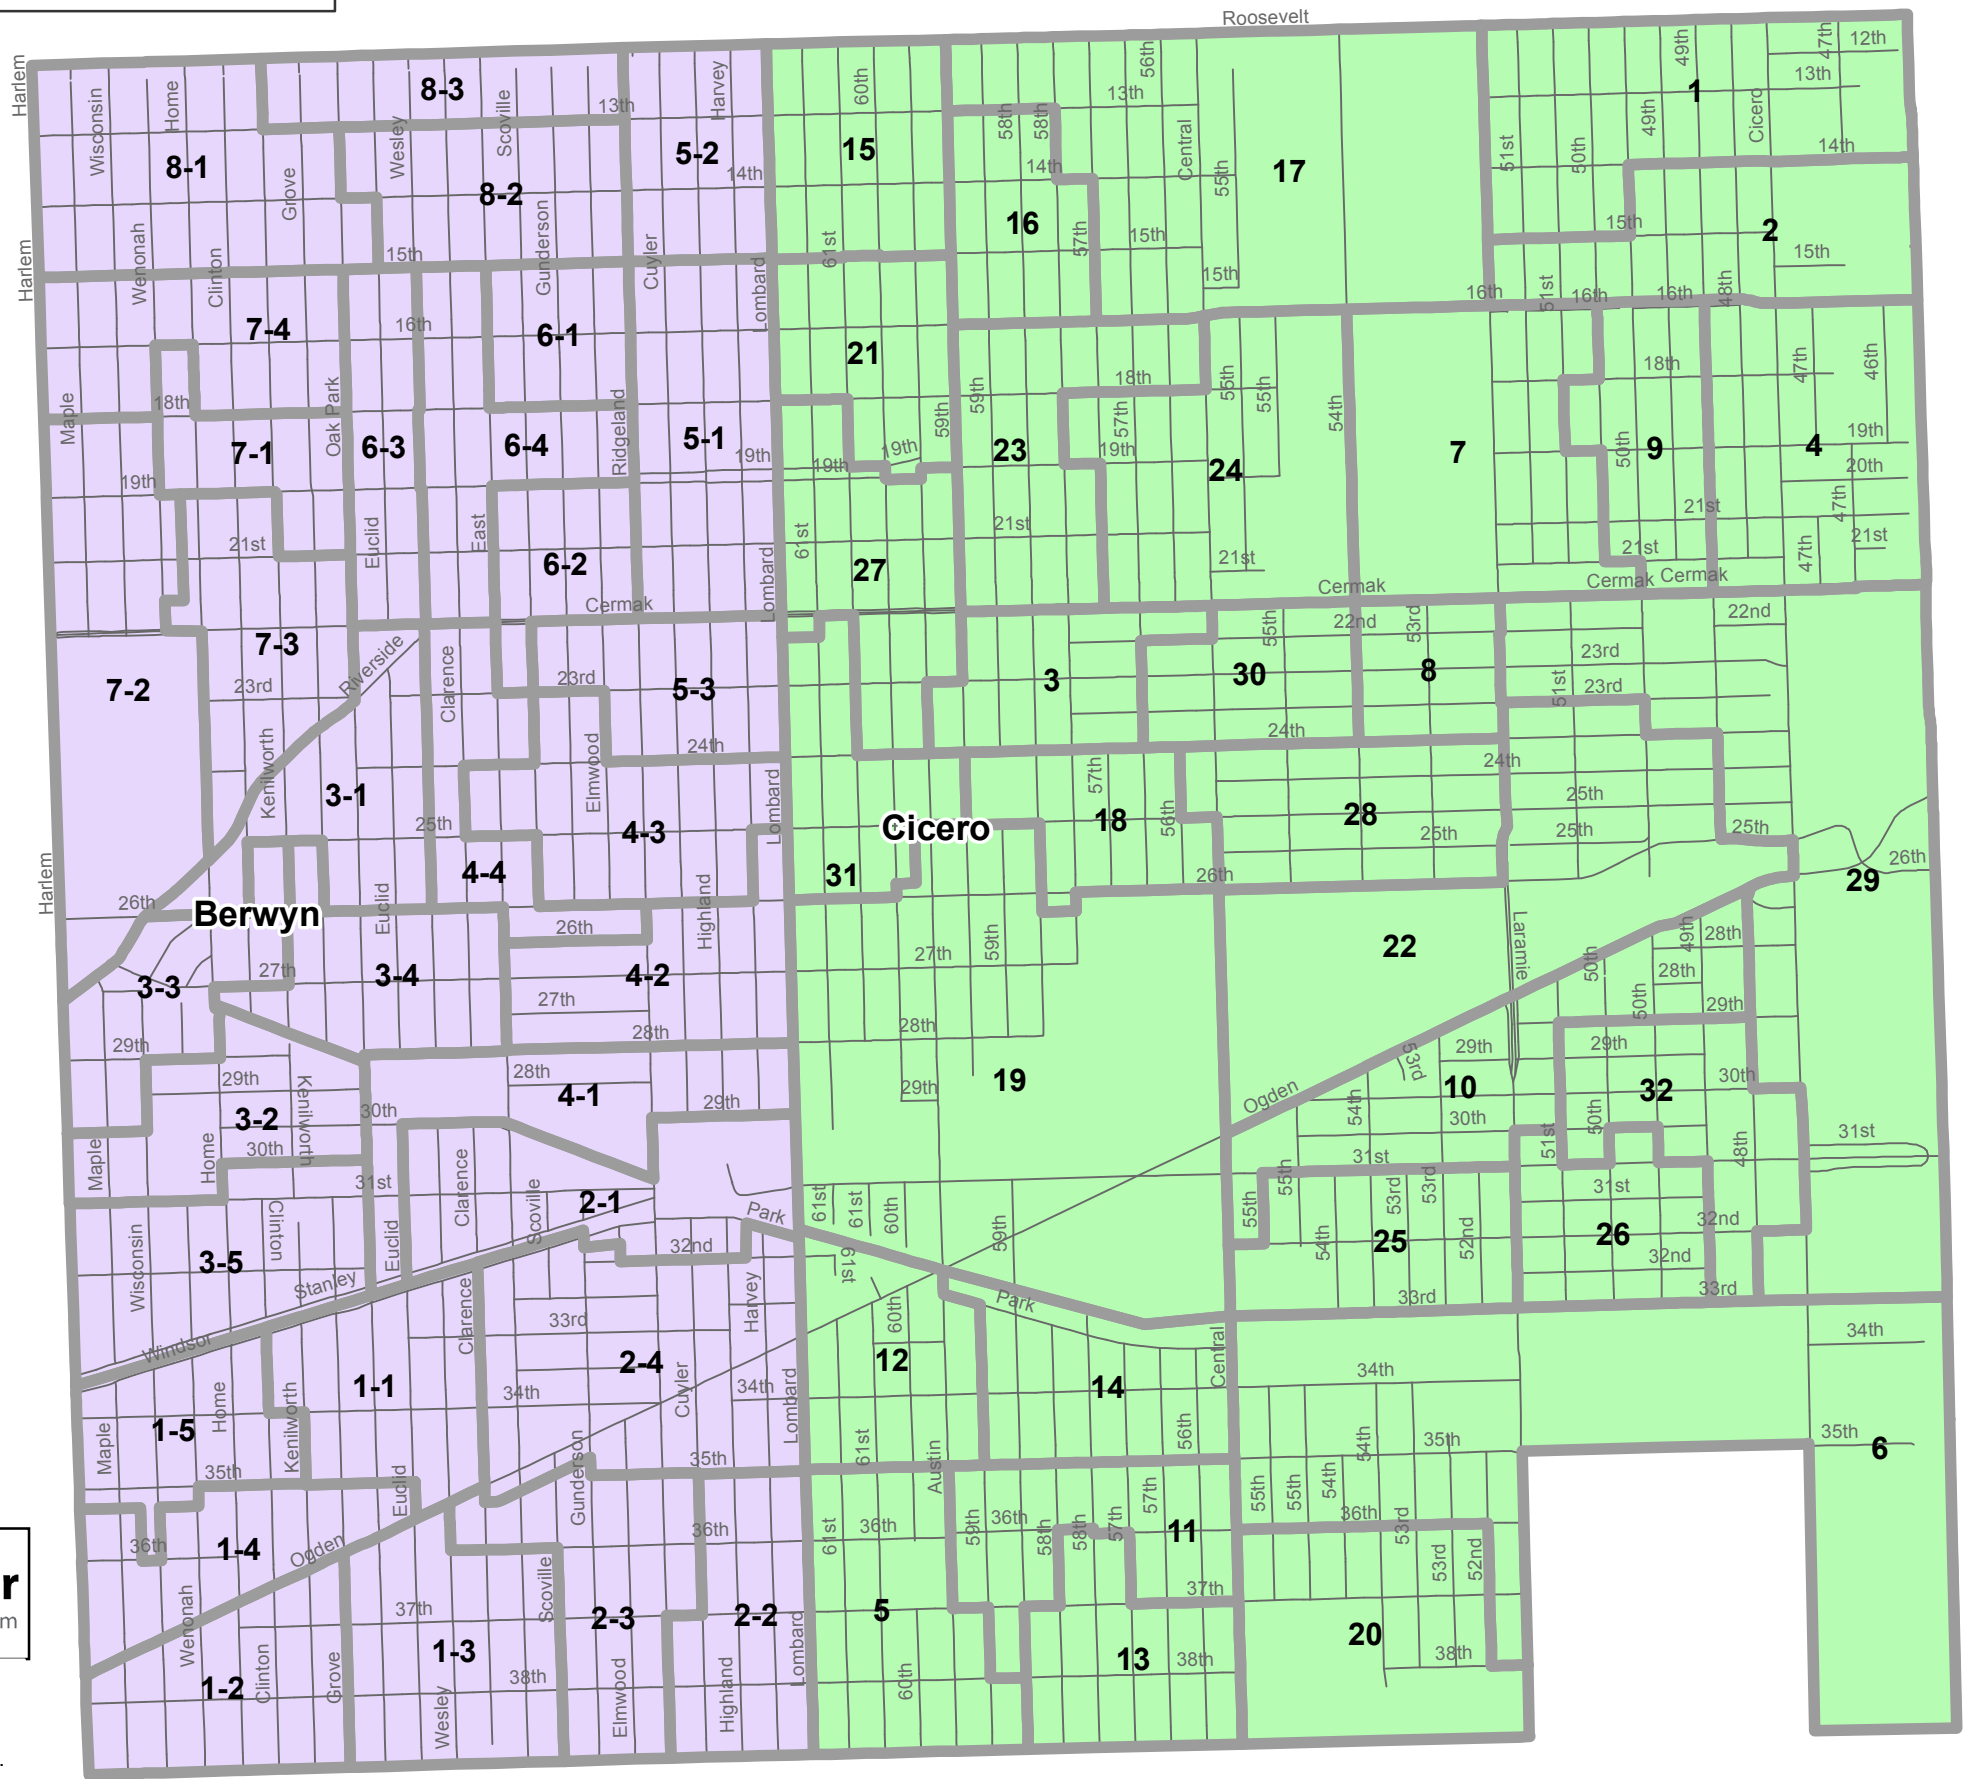 Roosevelt
Harlem
Wisconsin
Home
8-3
Scoville
13th
Harvey
60th
56th
13th
49th
47th
12th
13th
1
Wesley
58th
58th
Central
49th
Cicero
8-1
Grove
8-2
5-2
14th
15
14th
55th
17
51st
50th
14th
Harlem
Wenonah
Clinton
15th
Gunderson
Cuyler
Lombard
61st
16
57th
15th
15th
15th
2
15th
16th
51st
16th
16th
48th
7-4
16th
6-1
21
Maple
18th
Oak Park
6-3
6-4
Ridgeland
5-1
19th
59th
59th
23
18th
57th
19th
55th
55th
54th
7
18th
50th
9
47th
46th
19th
4
20th
47th
7-1
19th
19th
19th
24
21st
Euclid
East
6-2
Lombard
61st
27
21st
21st
21st
21st
47th
21st
Cermak
Cermak
Cermak
Cermak
7-2
7-3
Riverside
23rd
Clarence
23rd
5-3
3
55th
22nd
53rd
30
8
22nd
23rd
51st
23rd
Kenilworth
3-1
24th
Elmwood
24th
24th
25th
4-3
4-4
Lombard
Cicero
57th
18
56th
28
25th
25th
25th
25th
31
26th
26th
29
Harlem
26th
Berwyn
Euclid
Highland
26th
22
Laramie
49th
28th
50th
28th
27th
3-3
3-4
4-2
27th
27th
59th
50th
29th
29th
28th
28th
28th
29th
53rd
29th
29th
Kenilworth
4-1
29th
29th
19
Ogden
54th
10
30th
32
30th
3-2
30th
30th
31st
50th
51st
48th
31st
Maple
Home
31st
Clarence
Scoville
2-1
Park
32nd
61st
61st
60th
59th
55th
55th
53rd
53rd
31st
32nd
Wisconsin
Clinton
3-5
Euclid
61st
54th
25
52nd
26
32nd
33rd
33rd
Stanley
Windsor
Clarence
33rd
Harvey
60th
Park
Central
34th
2-4
12
34th
1-1
34th
Cuyler
34th
Lombard
14
1-5
Home
Kenilworth
Maple
35th
Euclid
Gunderson
35th
61st
Austin
56th
54th
35th
35th
6
36th
1-4
Ogden
36th
61st
36th
59th
36th
58th
58th
57th
57th
11
55th
55th
54th
36th
53rd
53rd
52nd
r
m
Wenonah
37th
Scoville
2-3
2-2
Lombard
5
37th
20
1-2
Clinton
Grove
1-3
Wesley
38th
Elmwood
Highland
60th
13
38th
38th
.